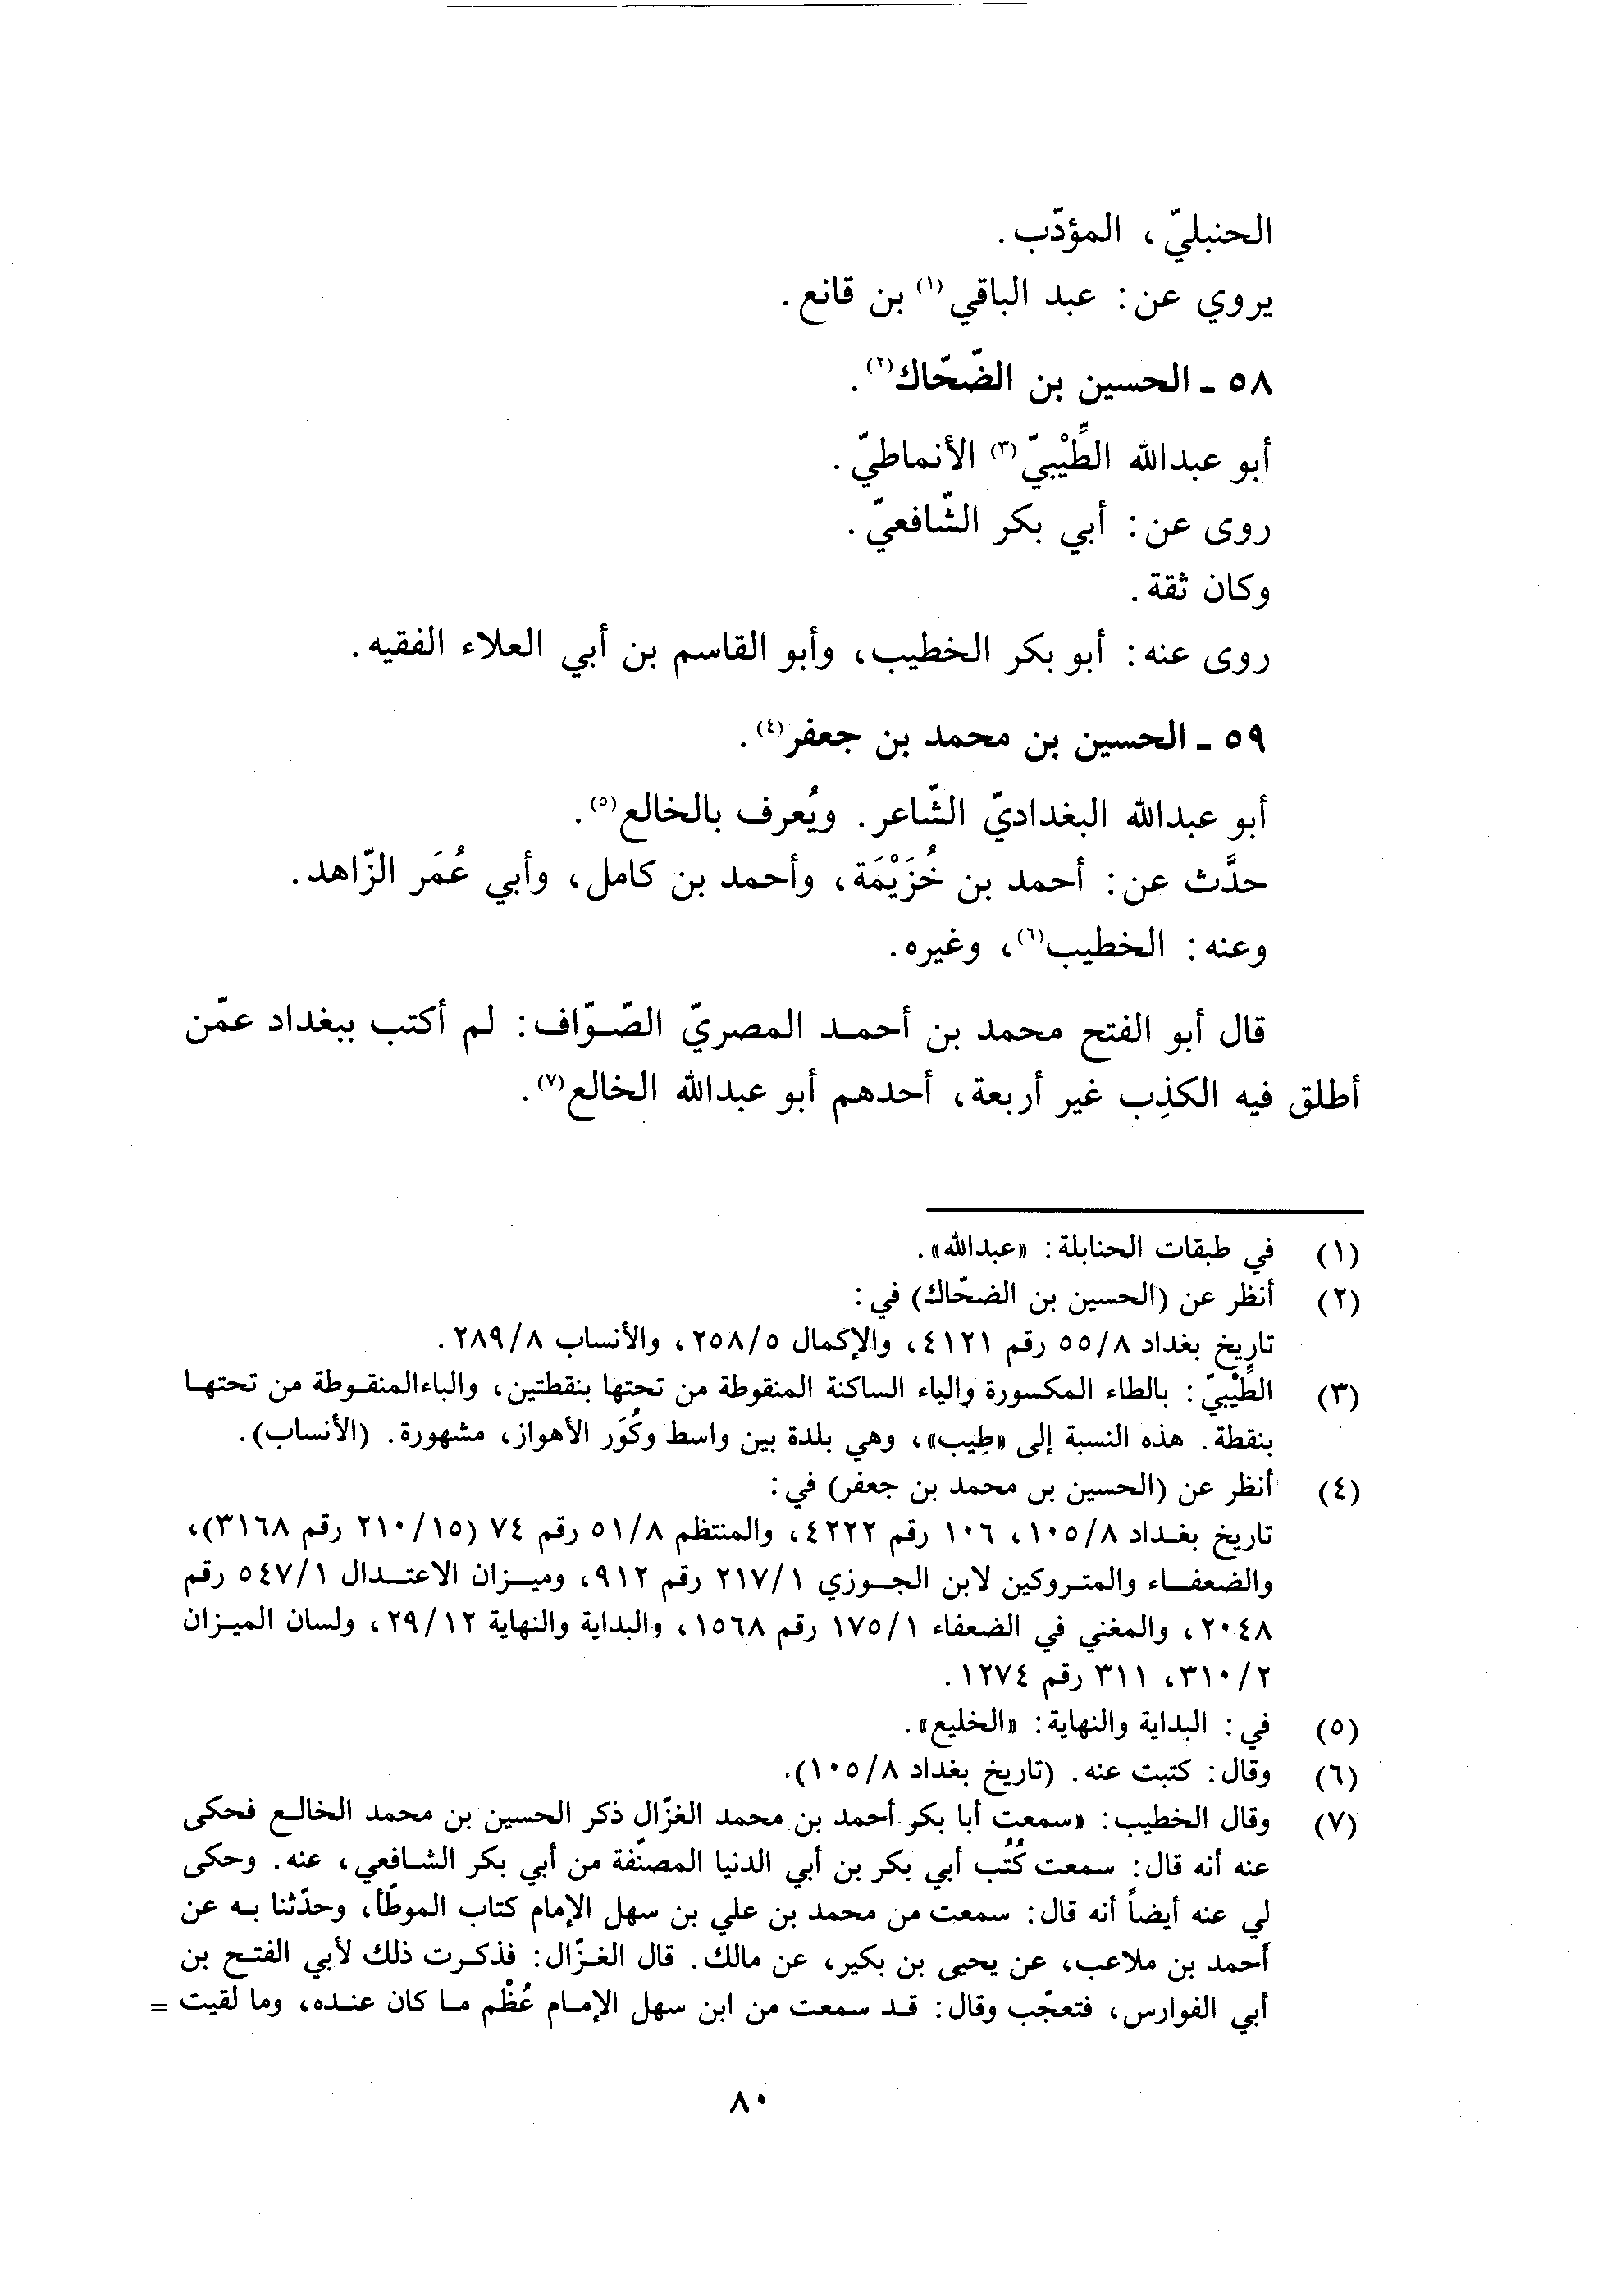 الحنبليّ، المؤدّب.
يروي عن: عبد الباقي(١) بن قانع.
٥٨ ـ الحسين بن الضّحّاك(٢).
أبو عبدالله الطِّيْبيّ(٣) الأنماطيّ.
روى عن: أبي بكر الشّافعيّ.
وكان ثقة.
روى عنه: أبو بكر الخطيب، وأبو القاسم بن أبي العلاء الفقيه.
٥٩ ـ الحسين بن محمد بن جعفر(٤).
أبو عبدالله البغداديّ الشّاعر. ويُعرف بالخالع(٥).
حدَّث عن: أحمد بن خُزَيْمَة، وأحمد بن كامل، وأبي عُمَر الزّاهد.
وعنه: الخطيب(٦)، وغيره.
قال أبو الفتح محمد بن أحمد المصريّ الصّوّاف: لم أكتب ببغداد عمّن
أطلق فيه الكذِب غير أربعة، أحدهم أبو عبدالله الخالع(٧).
(١) في طبقات الحنابلة: «عبدالله».
(٢) أنظر عن (الحسين بن الضحّاك) في:
تاريخ بغداد ٥٥/٨ رقم ٤١٢١، والإكمال ٢٥٨/٥، والأنساب ٢٨٩/٨.
(٣) الطِّيْبيّ: بالطاء المكسورة والياء الساكنة المنقوطة من تحتها بنقطتين، والباءالمنقوطة من تحتها
بنقطة. هذه النسبة إلى «طِيب»، وهي بلدة بين واسط وكُوَر الأهواز، مشهورة. (الأنساب).
(٤) أنظر عن (الحسين بن محمد بن جعفر) في:
تاريخ بغداد ١٠٥/٨، ١٠٦ رقم ٤٢٢٢، والمنتظم ٥١/٨ رقم ٧٤ (٢١٠/١٥ رقم ٣١٦٨)،
والضعفاء والمتروكين لابن الجوزي ٢١٧/١ رقم ٩١٢، وميزان الاعتدال ٥٤٧/١ رقم
٢٠٤٨، والمغني في الضعفاء ١٧٥/١ رقم ١٥٦٨، والبداية والنهاية ٢٩/١٢، ولسان الميزان
٣١٠/٢، ٣١١ رقم ١٢٧٤.
(٥) في: البداية والنهاية: «الخليع».
(٦) وقال: كتبت عنه. (تاريخ بغداد ١٠٥/٨).
(٧) وقال الخطيب: «سمعت أبا بكر أحمد بن محمد الغزّال ذكر الحسين بن محمد الخالع فحكى
عنه أنه قال: سمعت كُتُب أبي بكر بن أبي الدنيا المصنّفة من أبي بكر الشافعي، عنه. وحكى
لي عنه أيضاً أنه قال: سمعت من محمد بن علي بن سهل الإمام كتاب الموطّأ، وحدّثنا به عن
أحمد بن ملاعب، عن يحيى بن بكير، عن مالك. قال الغزّال: فذكرت ذلك لأبي الفتح بن
أبي الفوارس، فتعجّب وقال: قد سمعت من ابن سهل الإمام عُظْم ما كان عنده، وما لقيت =
٨٠